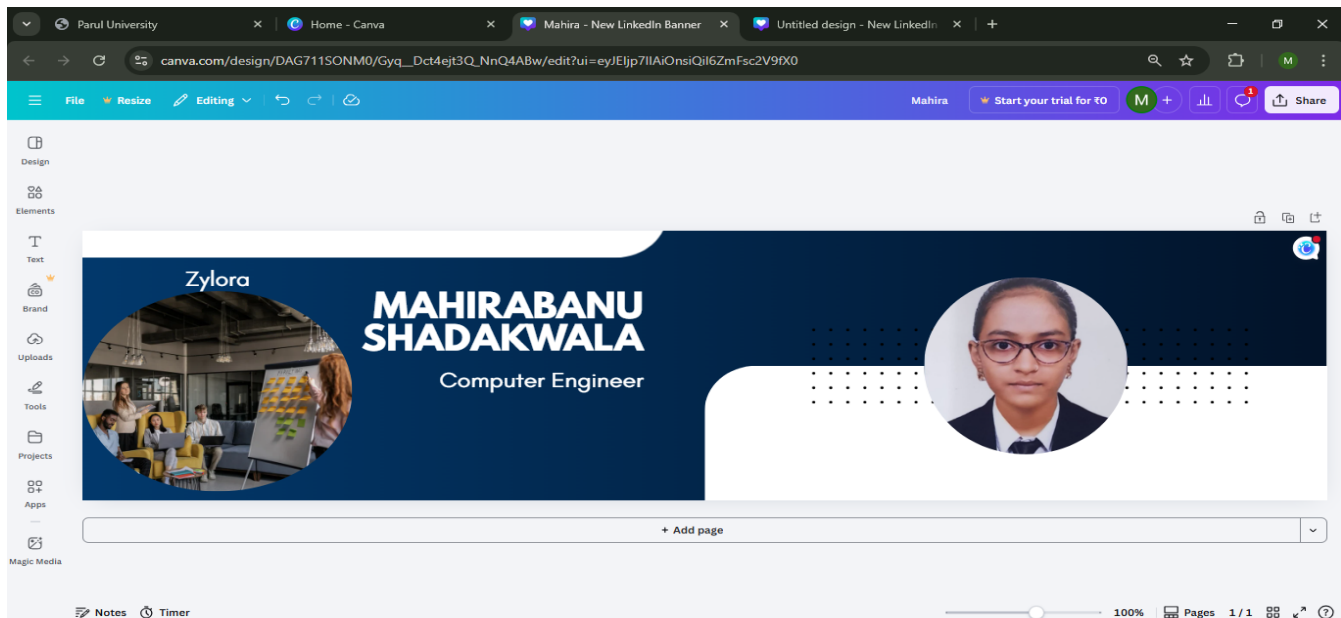 Parul University
Home - Canva
Mahira - New LinkedIn Banner
Untitled design - New LinkedIn
canva.com/design/DAG711SONM0/Gyq__Dct4ejt3Q_NnQ4ABw/edit?ui=eyJEIjp7IlAiOnsiQiI6ZmFsc2V9fX0
M
File
Resize
Editing
Mahira
Start your trial for ₹0
M
+
1
Share
Design
Elements
Text
Brand
Uploads
Tools
Projects
Apps
Magic Media
Zylora
MAHIRABANU
SHADAKWALA
Computer Engineer
+ Add page
Notes
Timer
100%
Pages
1 / 1